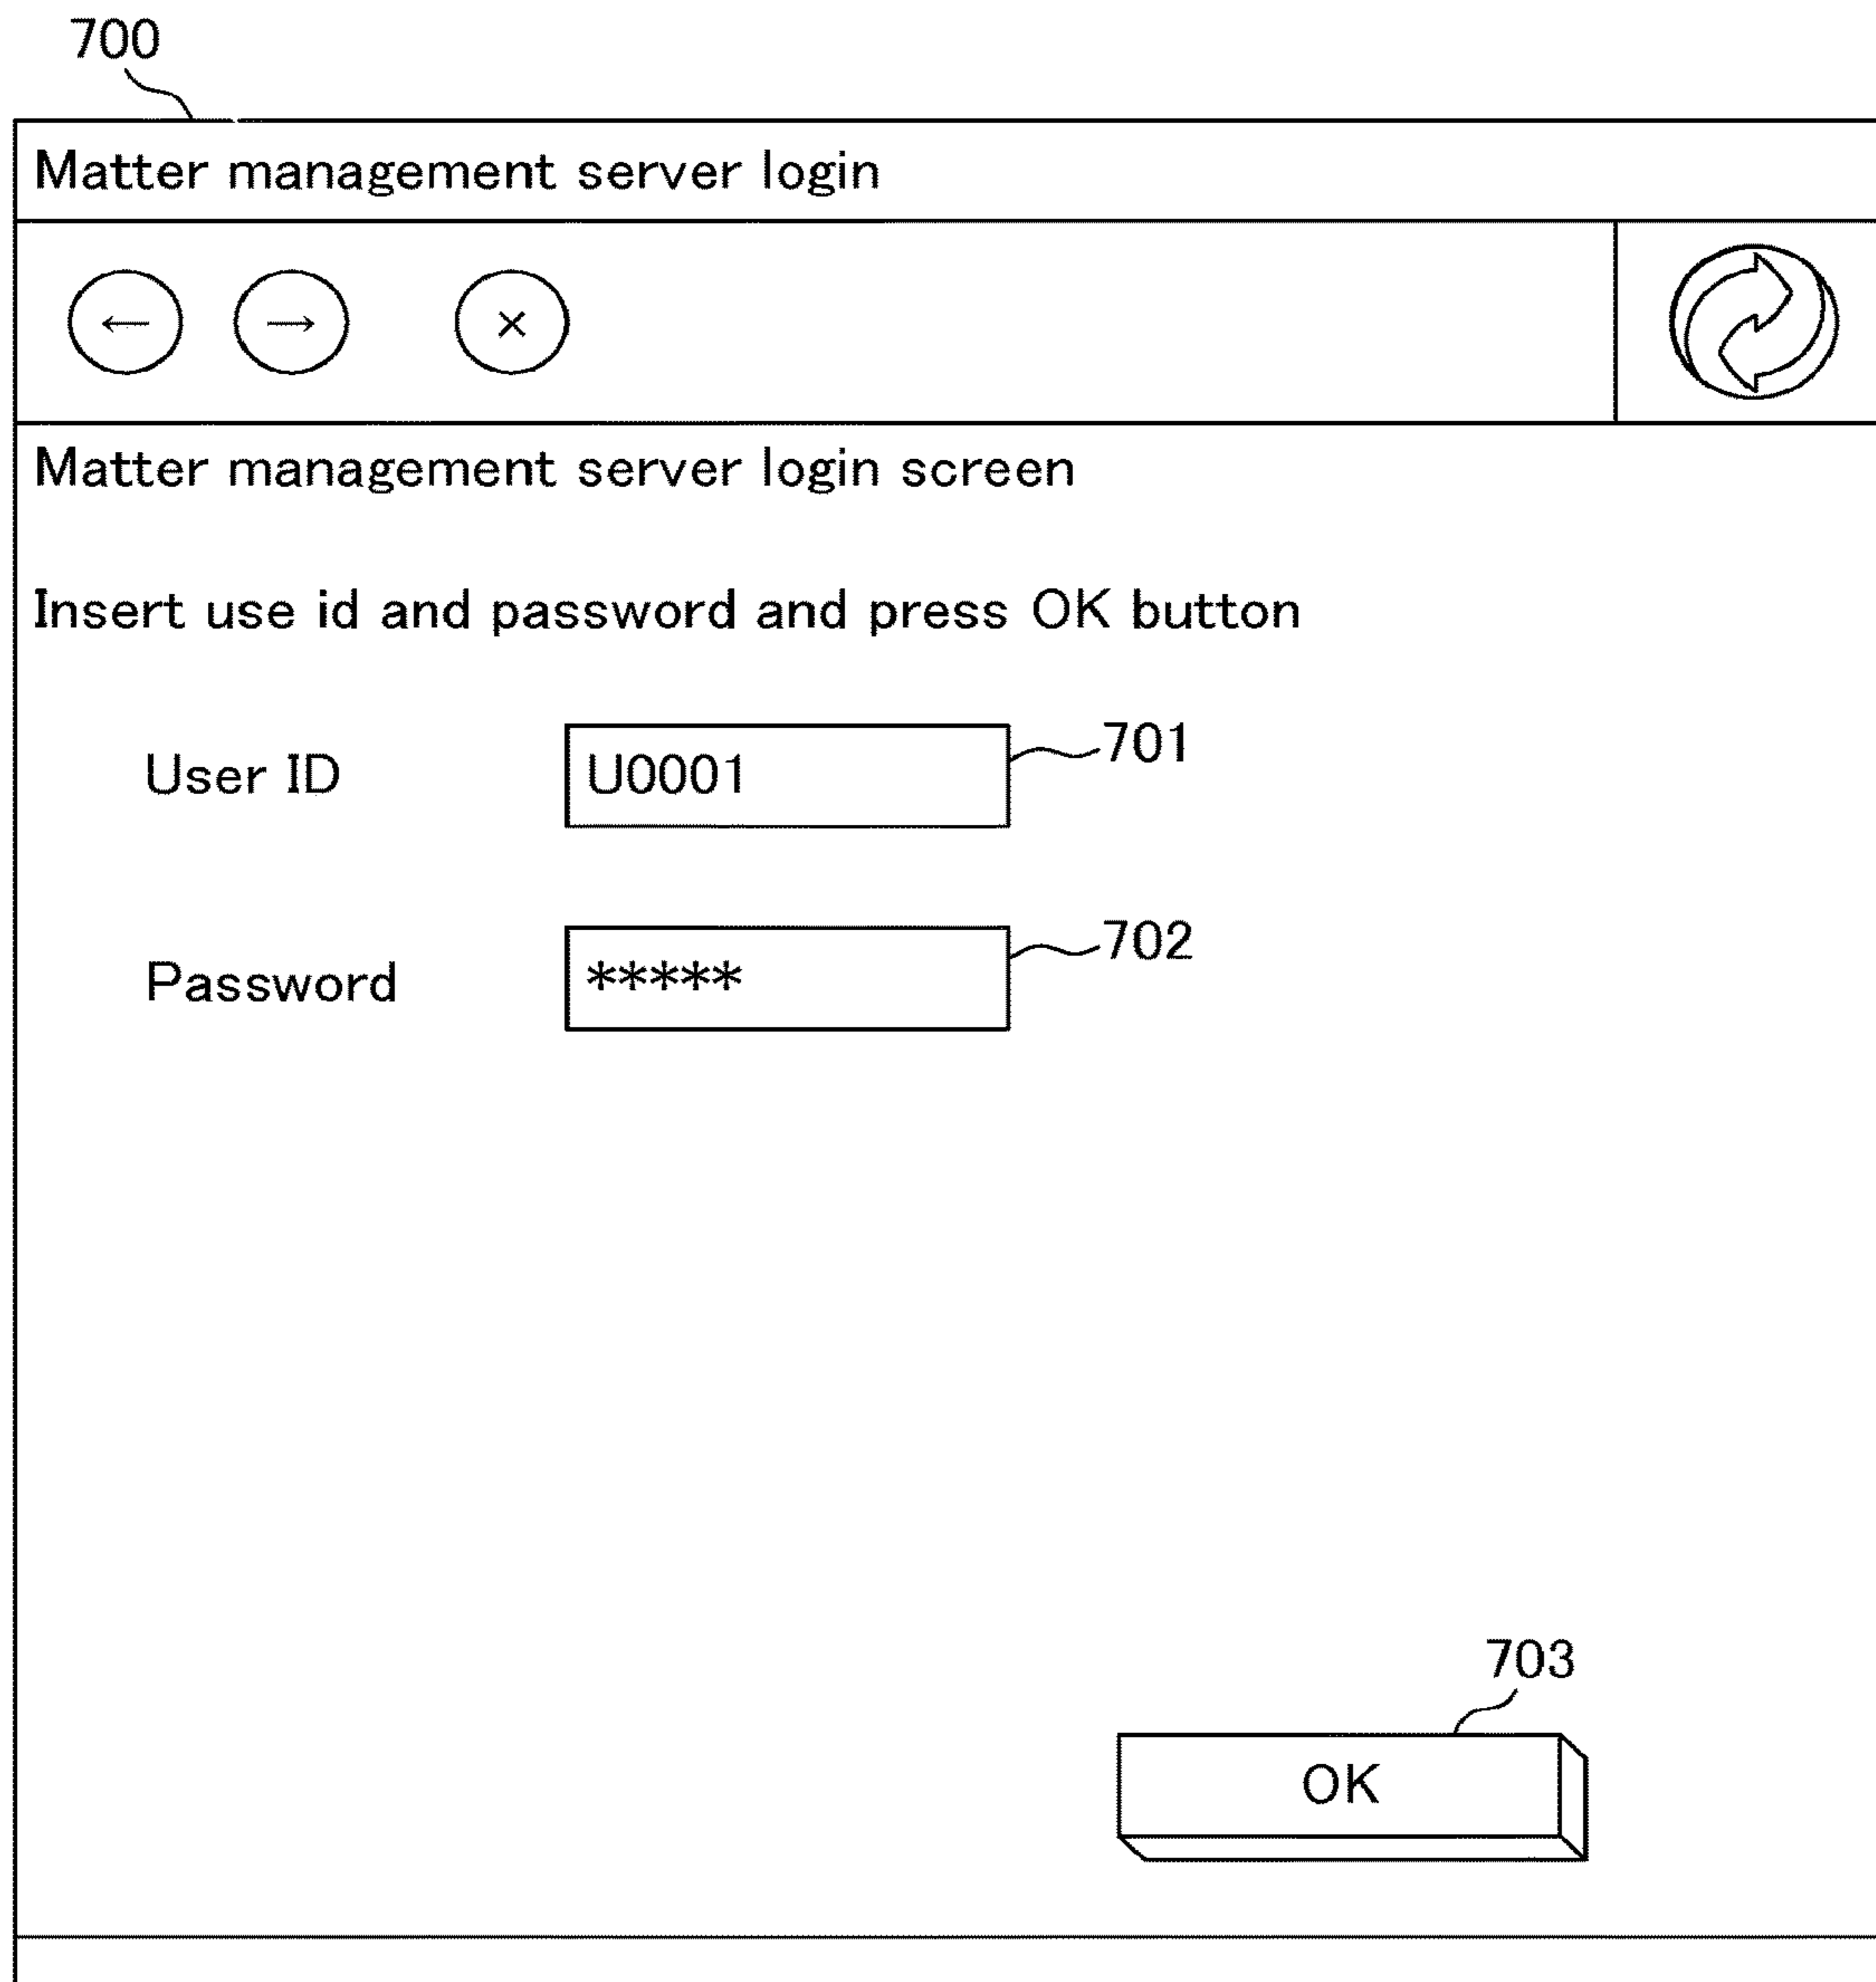 700
Matter management server login
← → ×
Matter management server login screen
Insert use id and password and press OK button
User ID U0001 701
Password ***** 702
703
OK